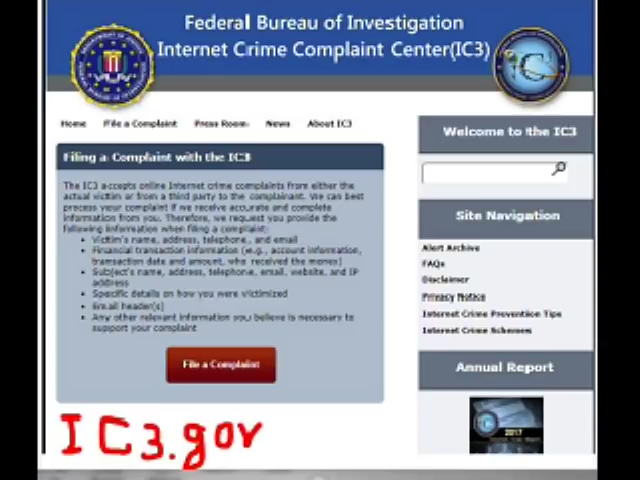 Federal Bureau of Investigation
Internet Crime Complaint Center(IC3)
Home File a Complaint Press Room News About IC3
Filing a Complaint with the IC3
The IC3 accepts online Internet crime complaints from either the
actual victim or from a third party to the complainant. We can best
process your complaint if we receive accurate and complete
information from you. Therefore, we request you provide the
following information when filing a complaint:
Victim's name, address, telephone, and email
Financial transaction information (e.g., account information,
transaction date and amount, who received the money)
Subject's name, address, telephone, email, website, and IP
address
Specific details on how you were victimized
Email header(s)
Any other relevant information you believe is necessary to
support your complaint
File a Complaint
IC3.gov
Welcome to the IC3
Site Navigation
Alert Archive
FAQs
Disclaimer
Privacy Notice
Internet Crime Prevention Tips
Internet Crime Schemes
Annual Report
2017